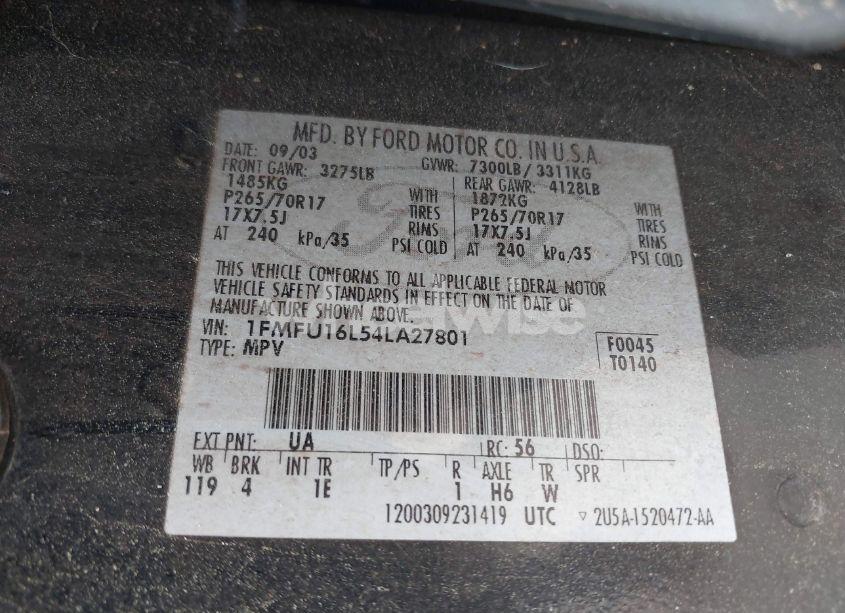 MFD. BY FORD MOTOR CO. IN U.S.A.
DATE: 09/03 GVWR: 7300LB/ 3311KG
FRONT GAWR: 3275LB REAR GAWR: 4128LB
1485KG WITH 1872KG WITH
P265/70R17 TIRES P265/70R17 TIRES
17X7.5J RIMS 17X7.5J RIMS
AT 240 kPa/35 PSI COLD AT 240 kPa/35 PSI COLD
THIS VEHICLE CONFORMS TO ALL APPLICABLE FEDERAL MOTOR
VEHICLE SAFETY STANDARDS IN EFFECT ON THE DATE OF
MANUFACTURE SHOWN ABOVE.
VIN: 1FMFU16L54LA27801 F0045
TYPE: MPV T0140
EXT PNT: UA RC: 56 DSO:
WB BRK INT TR TP/PS R AXLE TR SPR
119 4 1E 1 H6 W
1200309231419 UTC ▽ 2U5A-1520472-AA